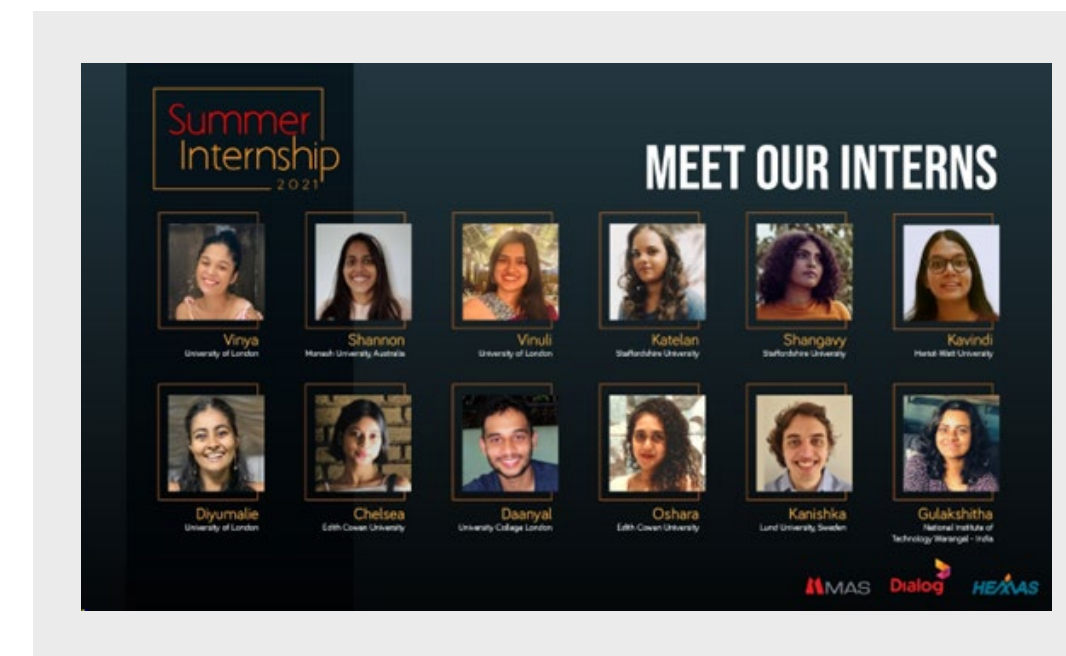 Summer
Internship
2021
MEET OUR INTERNS
Vinya
University of London
Shannon
Monash University, Australia
Vinuli
University of London
Katelan
Staffordshire University
Shangavy
Staffordshire University
Kavindi
Heriot-Watt University
Diyumalie
University of London
Chelsea
Edith Cowan University
Daanyal
University College London
Oshara
Edith Cowan University
Kanishka
Lund University, Sweden
Gulakshitha
National Institute of
Technology Warangal - India
MAS
Dialog
HEMAS